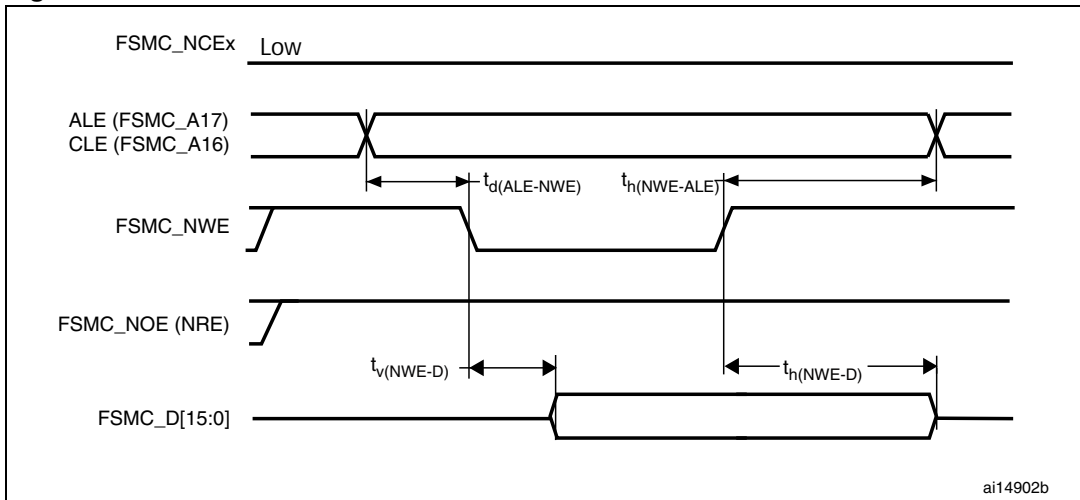 FSMC_NCEx Low
ALE (FSMC_A17)
CLE (FSMC_A16)
td(ALE-NWE) th(NWE-ALE)
FSMC_NWE
FSMC_NOE (NRE)
tv(NWE-D) th(NWE-D)
FSMC_D[15:0]
ai14902b